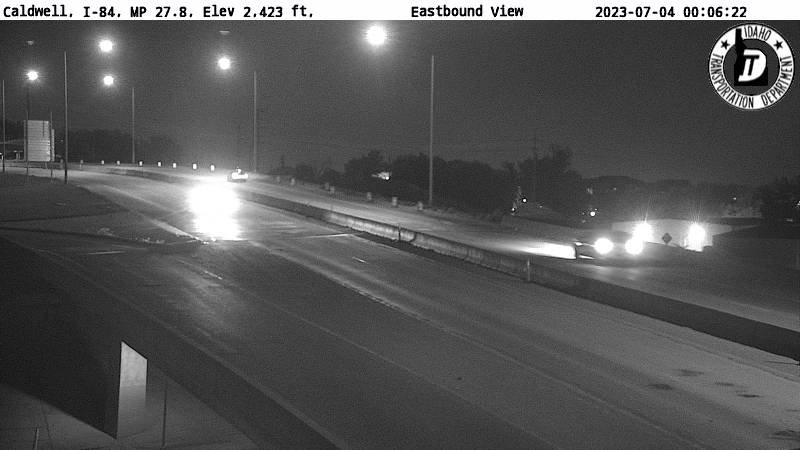 Caldwell, I-84, MP 27.8, Elev 2,423 ft, Eastbound View 2023-07-04 00:06:22
IDAHO
TRANSPORTATION DEPARTMENT